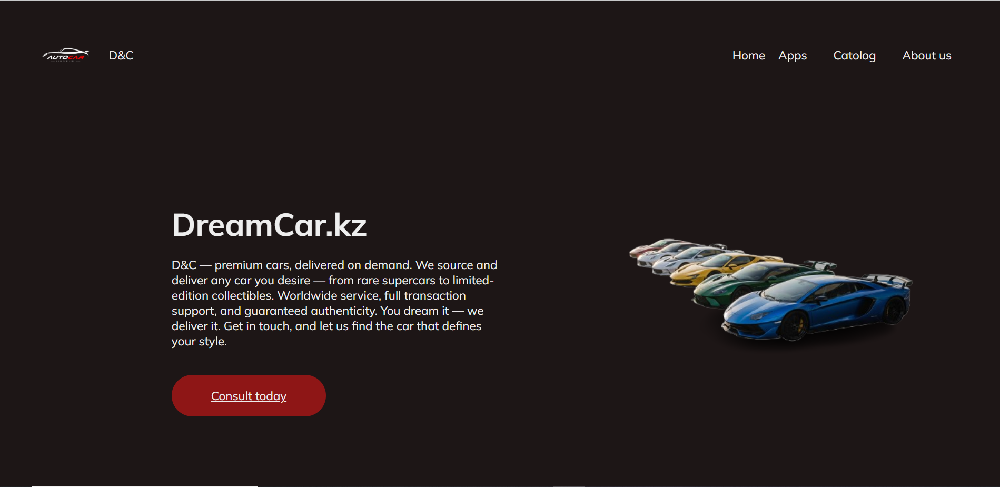 AUTOCAR
D&C
Home Apps Catolog About us
DreamCar.kz
D&C — premium cars, delivered on demand. We source and
deliver any car you desire — from rare supercars to limited-
edition collectibles. Worldwide service, full transaction
support, and guaranteed authenticity. You dream it — we
deliver it. Get in touch, and let us find the car that defines
your style.
Consult today